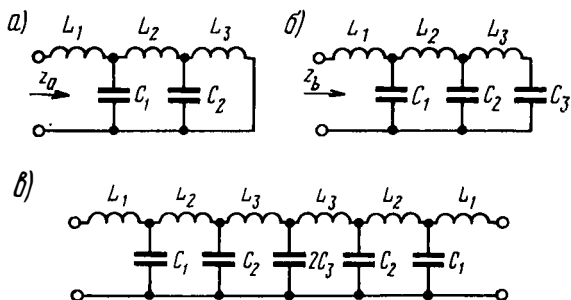 а) L₁ L₂ L₃
zₐ C₁ C₂
б) L₁ L₂ L₃
z_b C₁ C₂ C₃
в) L₁ L₂ L₃ L₃ L₂ L₁
C₁ C₂ 2C₃ C₂ C₁